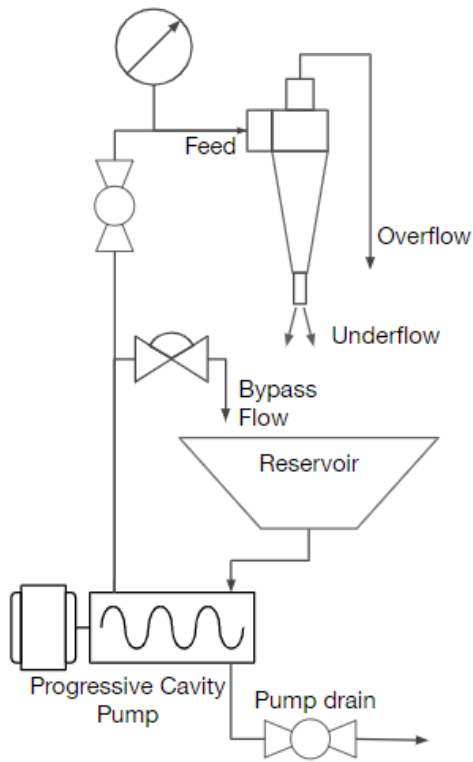 Feed
Overflow
Underflow
Bypass
Flow
Reservoir
Progressive Cavity
Pump
Pump drain